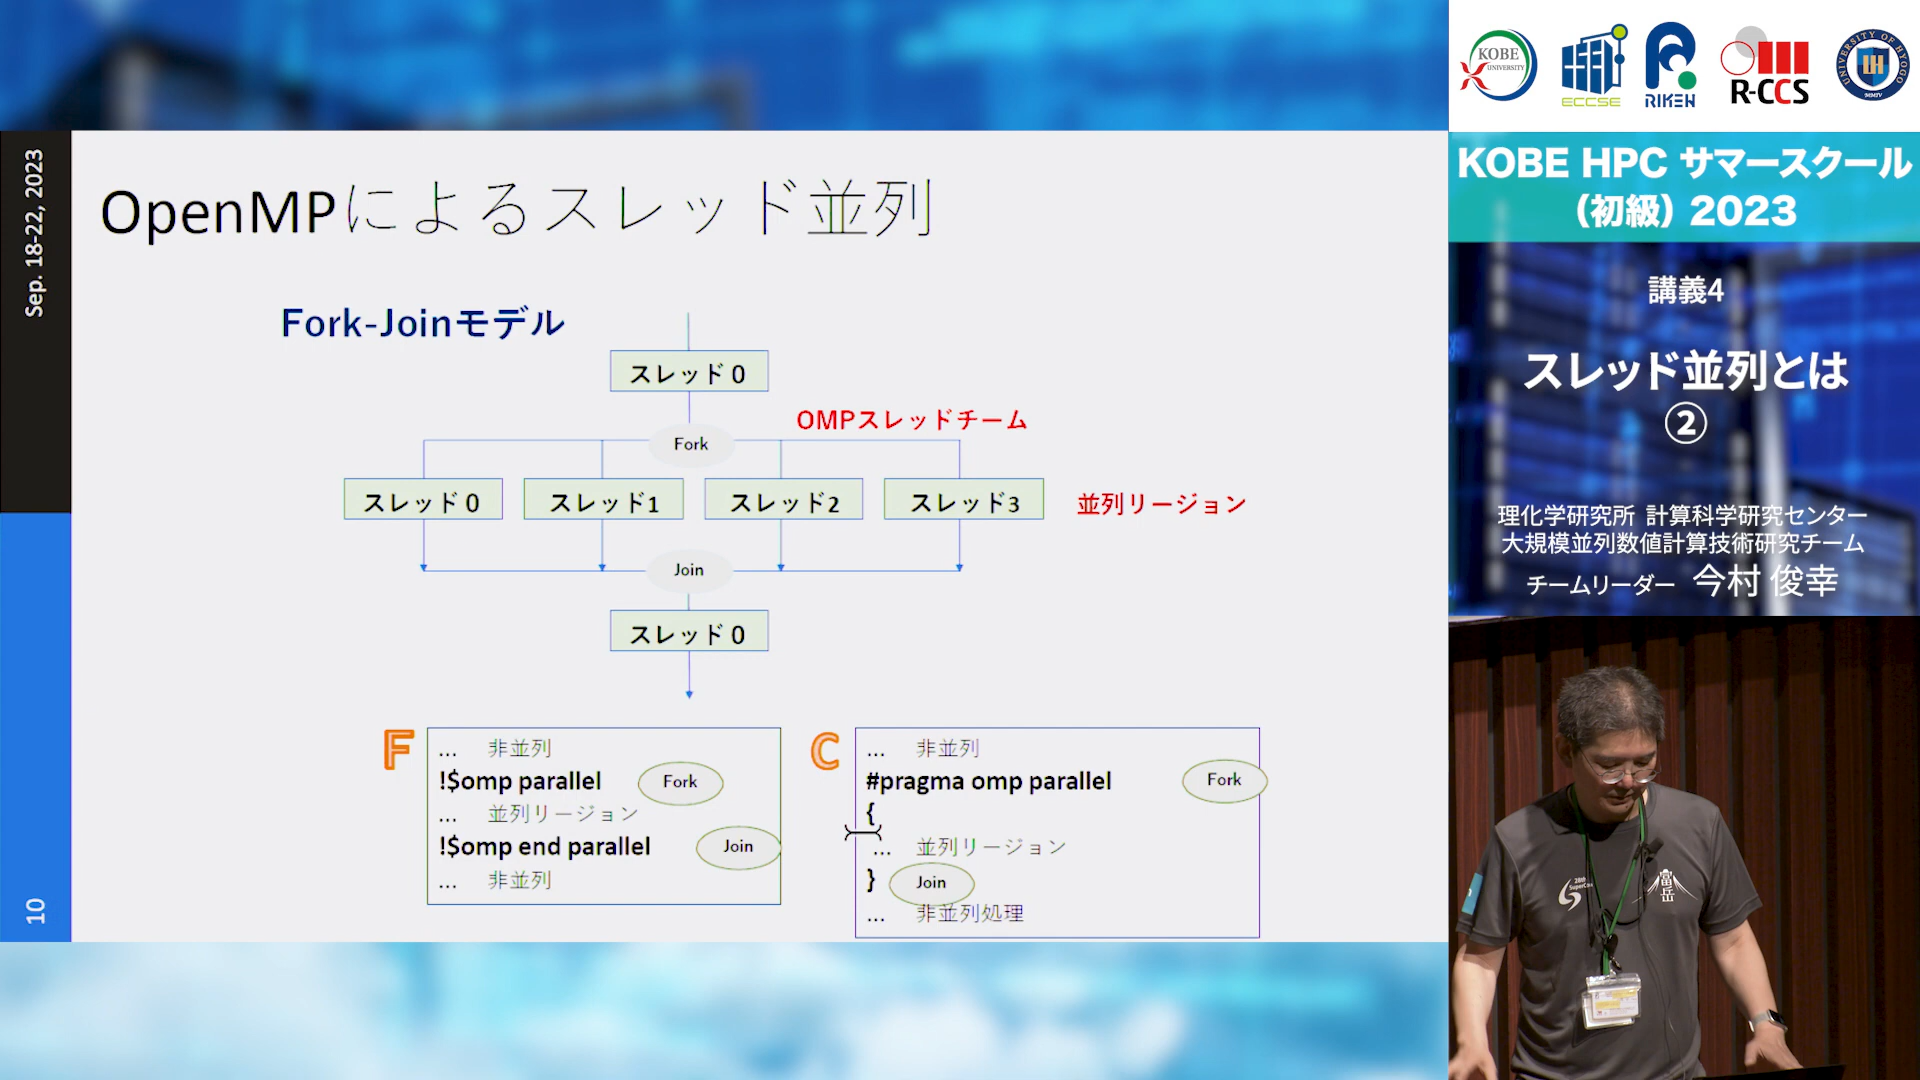 Sep. 18-22, 2023
10
OpenMPによるスレッド並列
Fork-Joinモデル
スレッド0
OMPスレッドチーム
Fork
スレッド0
スレッド1
スレッド2
スレッド3
並列リージョン
Join
スレッド0
F
... 非並列
!$omp parallel
Fork
... 並列リージョン
!$omp end parallel
Join
... 非並列
C
... 非並列
#pragma omp parallel
Fork
{
... 並列リージョン
}
Join
... 非並列処理
KOBE
UNIVERSITY
ECCSE
RIKEN
R-CCS
UNIVERSITY OF HYOGO
KOBE HPC サマースクール
(初級) 2023
講義4
スレッド並列とは
②
理化学研究所 計算科学研究センター
大規模並列数値計算技術研究チーム
チームリーダー 今村 俊幸
富岳